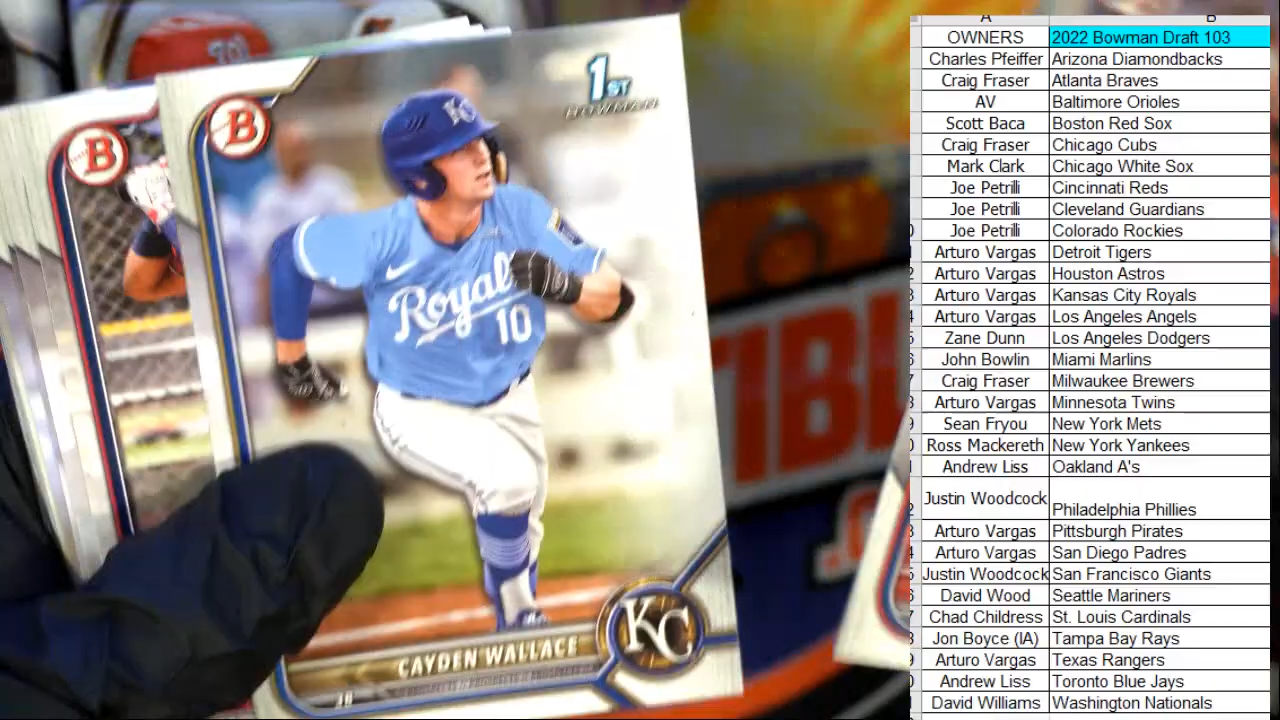 1ST
BOWMAN
B
B
KC
Royals
10
KC
CAYDEN WALLACE
TIBL
A B
OWNERS 2022 Bowman Draft 103
Charles Pfeiffer Arizona Diamondbacks
Craig Fraser Atlanta Braves
AV Baltimore Orioles
Scott Baca Boston Red Sox
Craig Fraser Chicago Cubs
Mark Clark Chicago White Sox
Joe Petrilli Cincinnati Reds
Joe Petrilli Cleveland Guardians
Joe Petrilli Colorado Rockies
Arturo Vargas Detroit Tigers
Arturo Vargas Houston Astros
Arturo Vargas Kansas City Royals
Arturo Vargas Los Angeles Angels
Zane Dunn Los Angeles Dodgers
John Bowlin Miami Marlins
Craig Fraser Milwaukee Brewers
Arturo Vargas Minnesota Twins
Sean Fryou New York Mets
Ross Mackereth New York Yankees
Andrew Liss Oakland A's
Justin Woodcock Philadelphia Phillies
Arturo Vargas Pittsburgh Pirates
Arturo Vargas San Diego Padres
Justin Woodcock San Francisco Giants
David Wood Seattle Mariners
Chad Childress St. Louis Cardinals
Jon Boyce (IA) Tampa Bay Rays
Arturo Vargas Texas Rangers
Andrew Liss Toronto Blue Jays
David Williams Washington Nationals